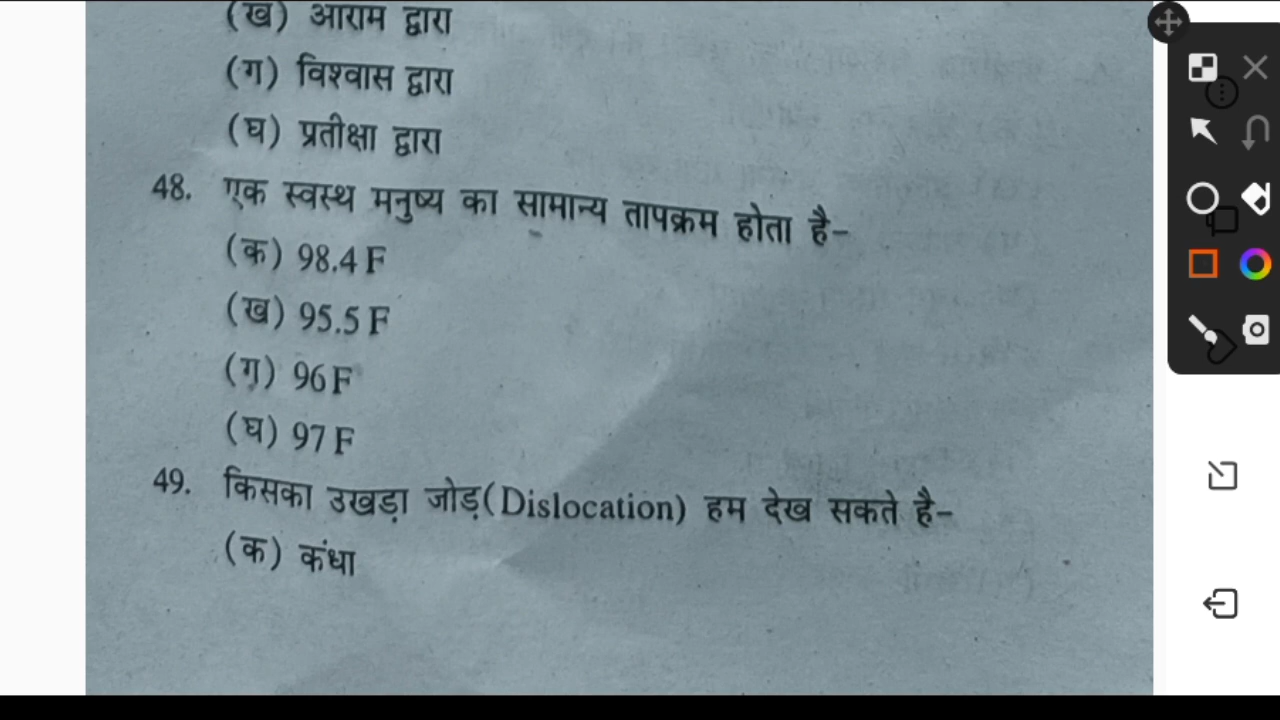 (ख) आराम द्वारा
(ग) विश्वास द्वारा
(घ) प्रतीक्षा द्वारा
48. एक स्वस्थ मनुष्य का सामान्य तापक्रम होता है-
(क) 98.4 F
(ख) 95.5 F
(ग) 96 F
(घ) 97 F
49. किसका उखड़ा जोड़(Dislocation) हम देख सकते है-
(क) कंधा